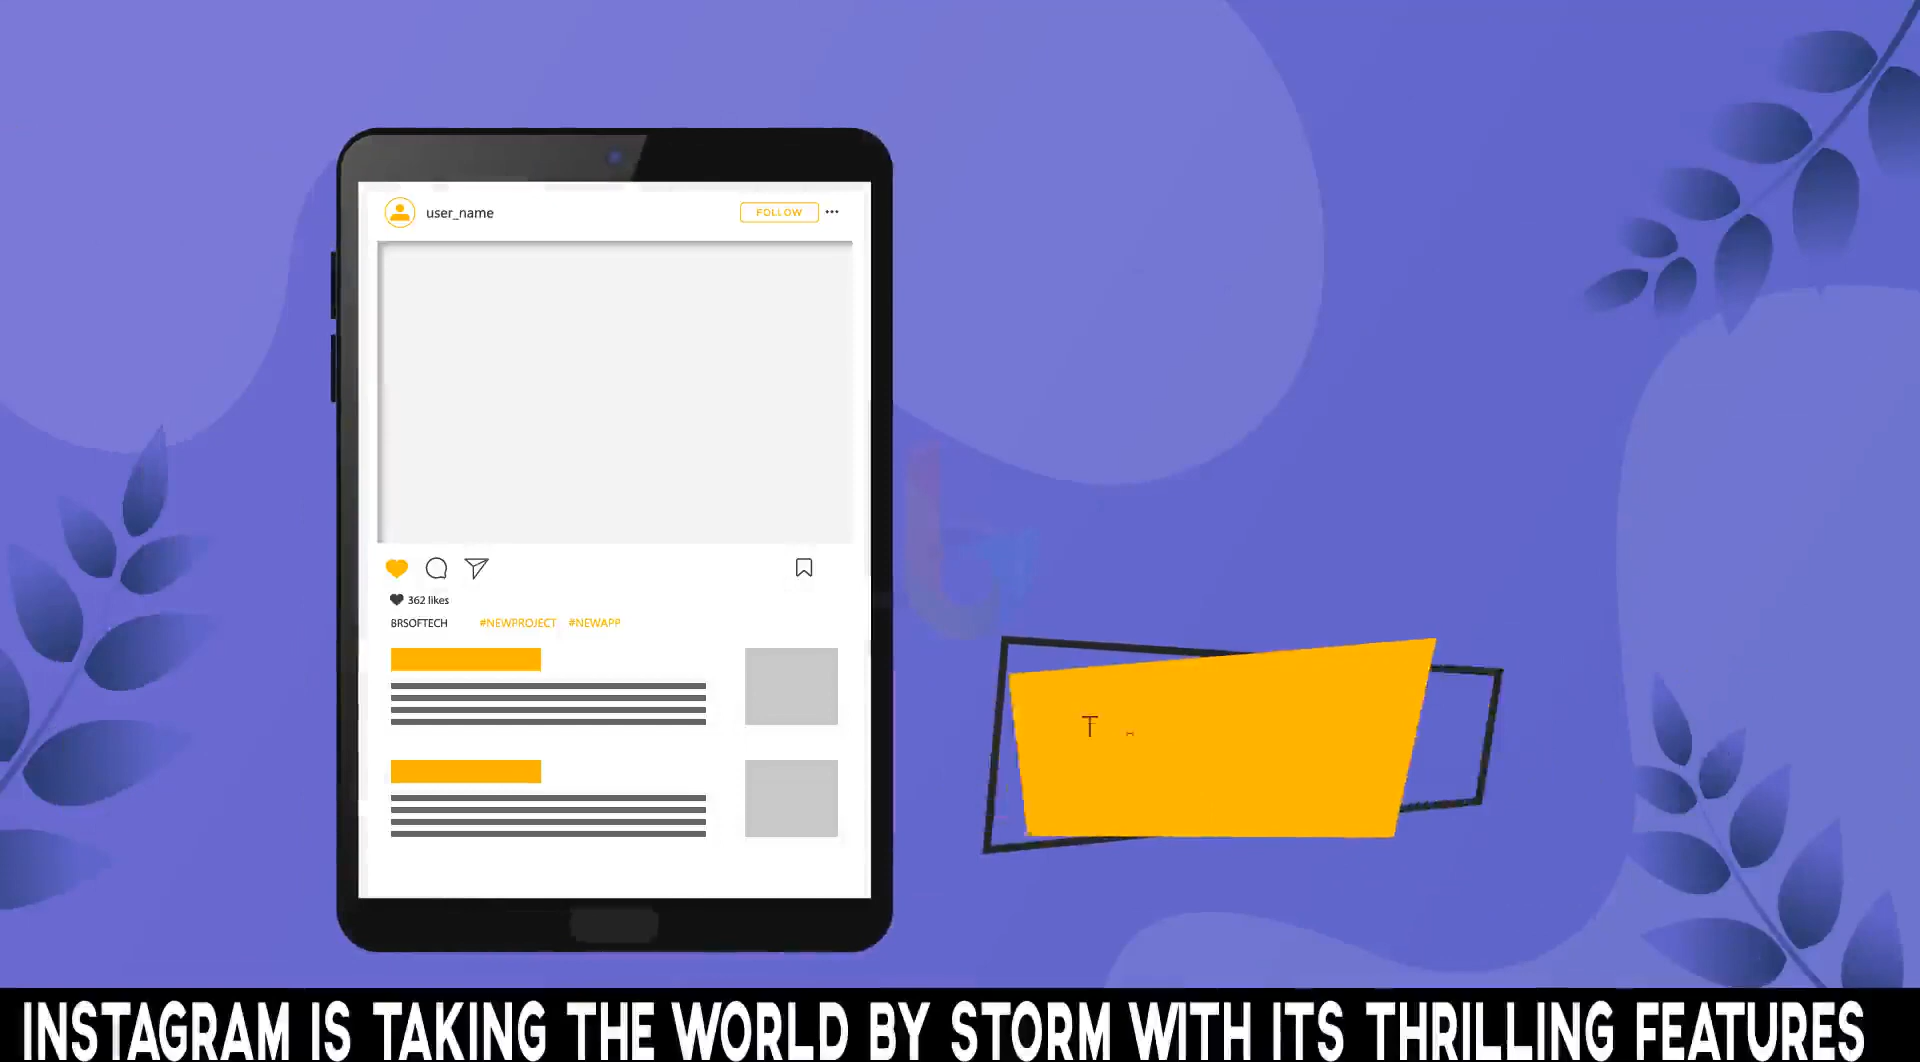 user_name
FOLLOW
362 likes
BRSOFTECH #NEWPROJECT #NEWAPP
T
INSTAGRAM IS TAKING THE WORLD BY STORM WITH ITS THRILLING FEATURES